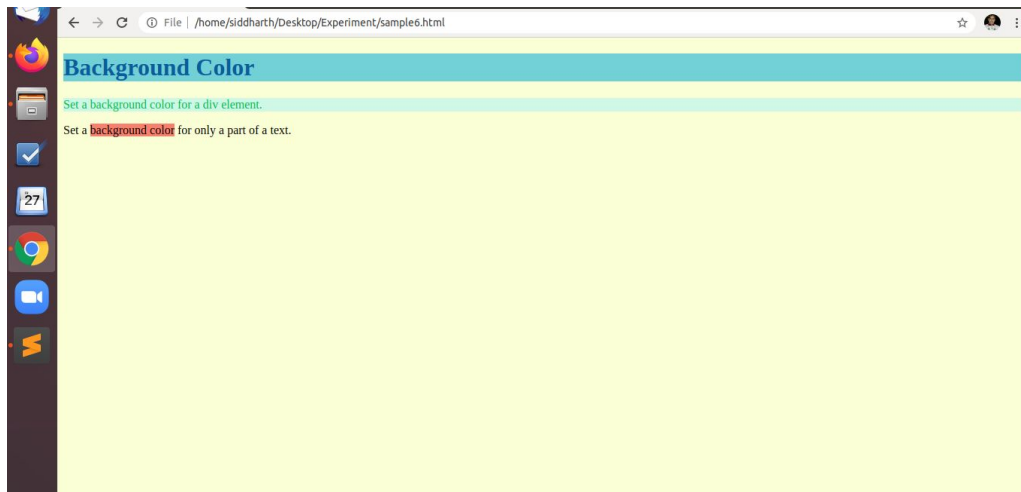 File | /home/siddharth/Desktop/Experiment/sample6.html
Background Color
Set a background color for a div element.
Set a background color for only a part of a text.
27